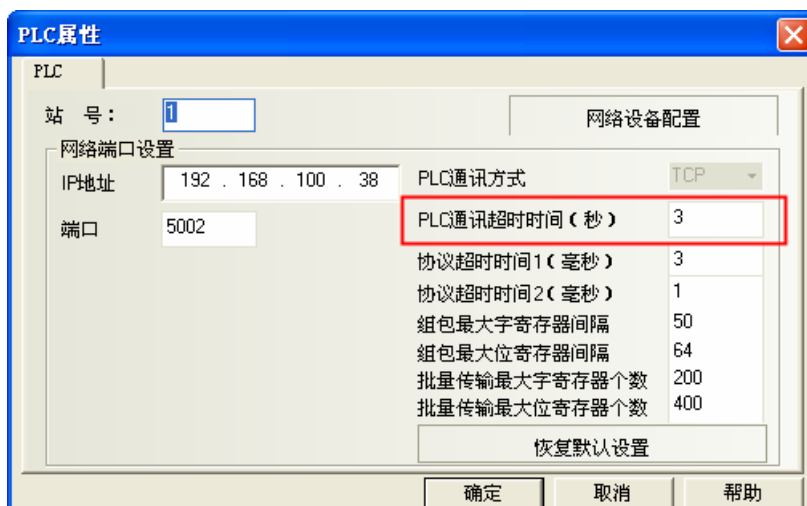 PLC属性
PLC
站 号： 1
网络设备配置
网络端口设置
IP地址 192 . 168 . 100 . 38
端口 5002
PLC通讯方式 TCP
PLC通讯超时时间（秒） 3
协议超时时间1（毫秒） 3
协议超时时间2（毫秒） 1
组包最大字寄存器间隔 50
组包最大位寄存器间隔 64
批量传输最大字寄存器个数 200
批量传输最大位寄存器个数 400
恢复默认设置
确定 取消 帮助